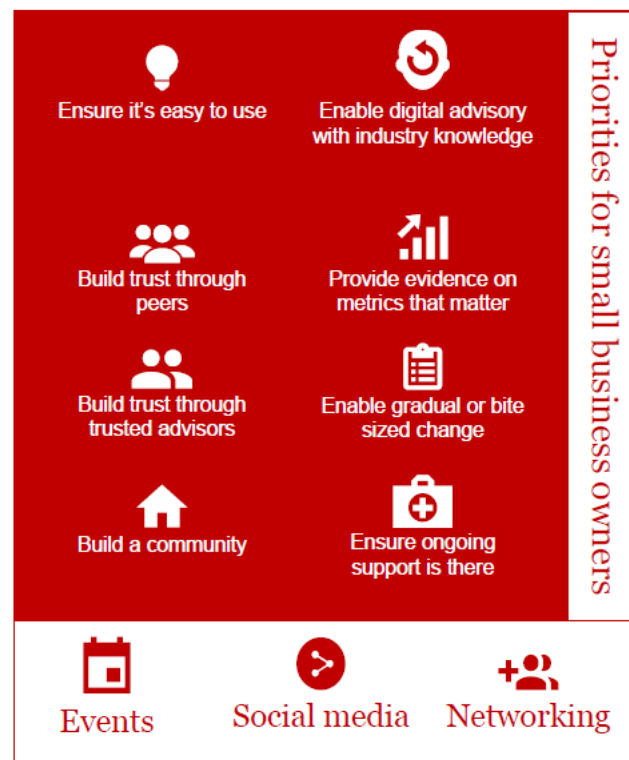 Ensure it's easy to use
Enable digital advisory
with industry knowledge
Build trust through
peers
Provide evidence on
metrics that matter
Build trust through
trusted advisors
Enable gradual or bite
sized change
Build a community
Ensure ongoing
support is there
Priorities for small business owners
Events
Social media
Networking